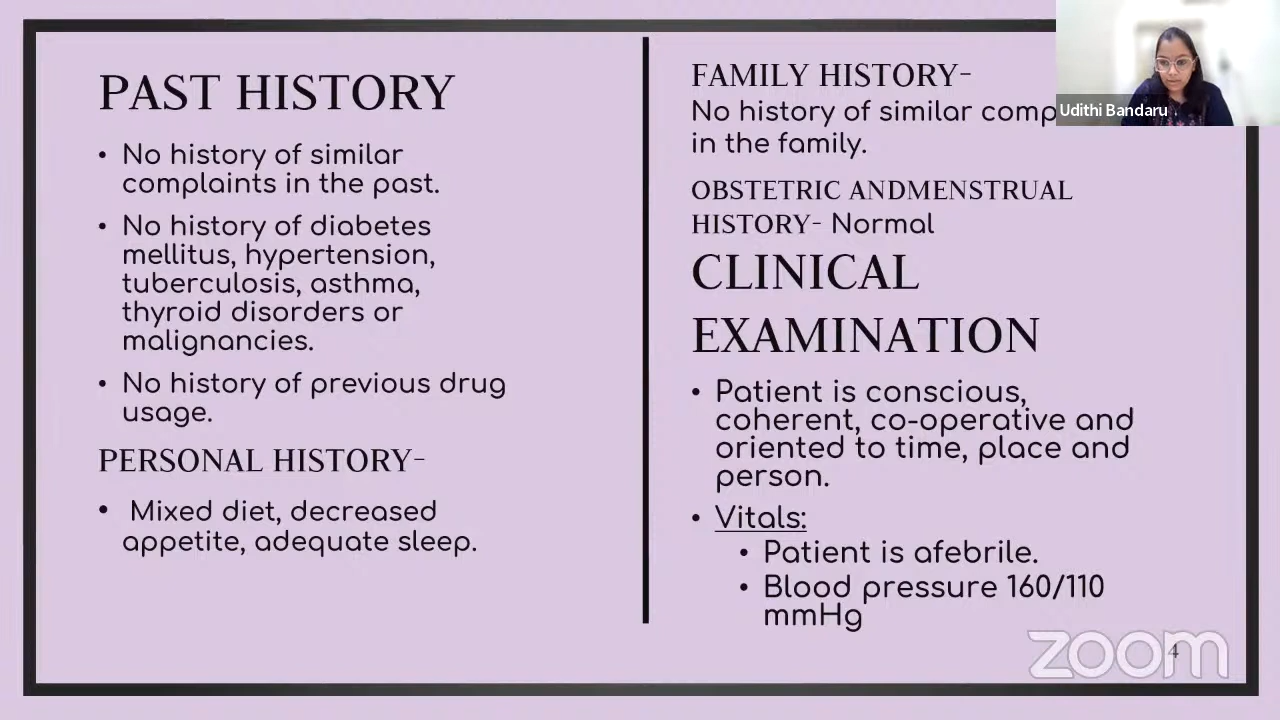 PAST HISTORY
• No history of similar
complaints in the past.
• No history of diabetes
mellitus, hypertension,
tuberculosis, asthma,
thyroid disorders or
malignancies.
• No history of previous drug
usage.
PERSONAL HISTORY-
• Mixed diet, decreased
appetite, adequate sleep.
FAMILY HISTORY-
No history of similar
in the family.
OBSTETRIC ANDMENSTRUAL
HISTORY- Normal
CLINICAL
EXAMINATION
• Patient is conscious,
coherent, co-operative and
oriented to time, place and
person.
• Vitals:
• Patient is afebrile.
• Blood pressure 160/110
mmHg
Udithi Bandaru
zoom
4